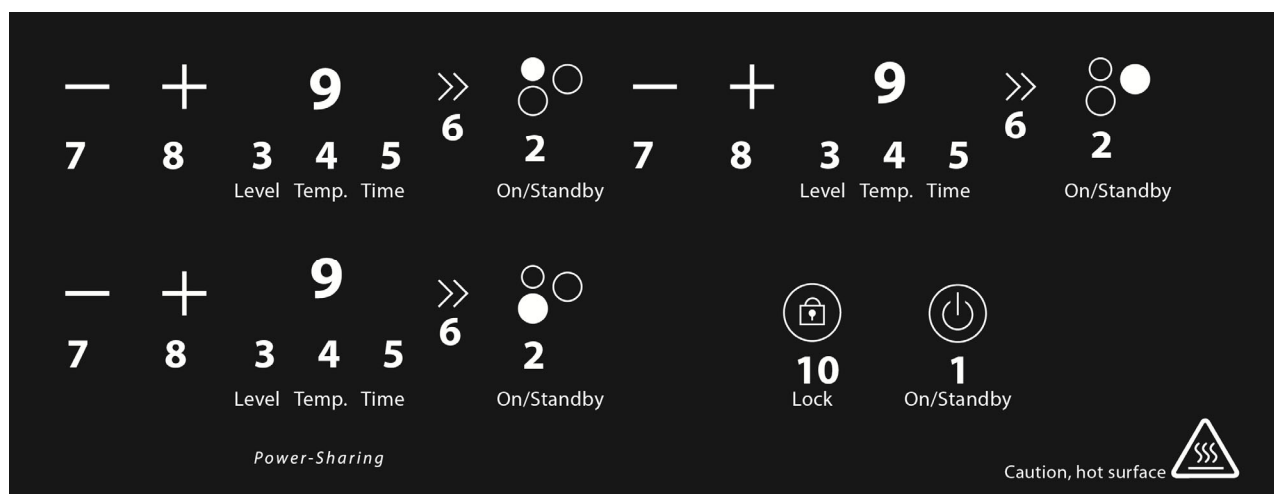 9 9
6 6
7 8 3 4 5 2 7 8 3 4 5 2
Level Temp. Time On/Standby Level Temp. Time On/Standby
9
6
7 8 3 4 5 2 10 1
Level Temp. Time On/Standby Lock On/Standby
Power-Sharing
Caution, hot surface